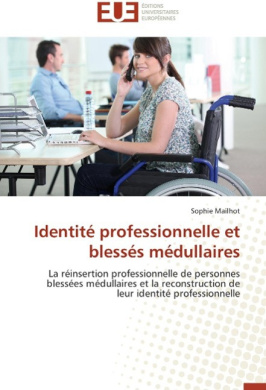 EUE
ÉDITIONS
UNIVERSITAIRES
EUROPÉENNES
Sophie Mailhot
Identité professionnelle et
blessés médullaires
La réinsertion professionnelle de personnes
blessées médullaires et la reconstruction de
leur identité professionnelle